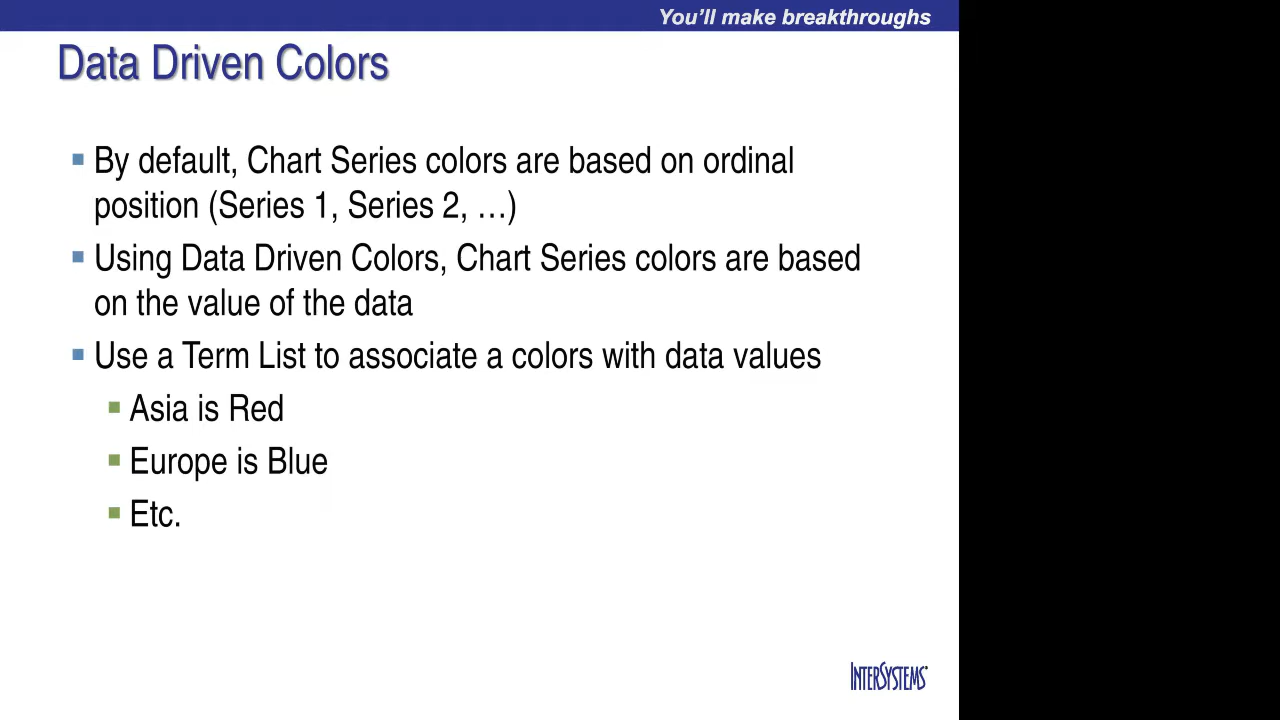 You'll make breakthroughs
Data Driven Colors
By default, Chart Series colors are based on ordinal
position (Series 1, Series 2, …)
Using Data Driven Colors, Chart Series colors are based
on the value of the data
Use a Term List to associate a colors with data values
Asia is Red
Europe is Blue
Etc.
INTERSYSTEMS